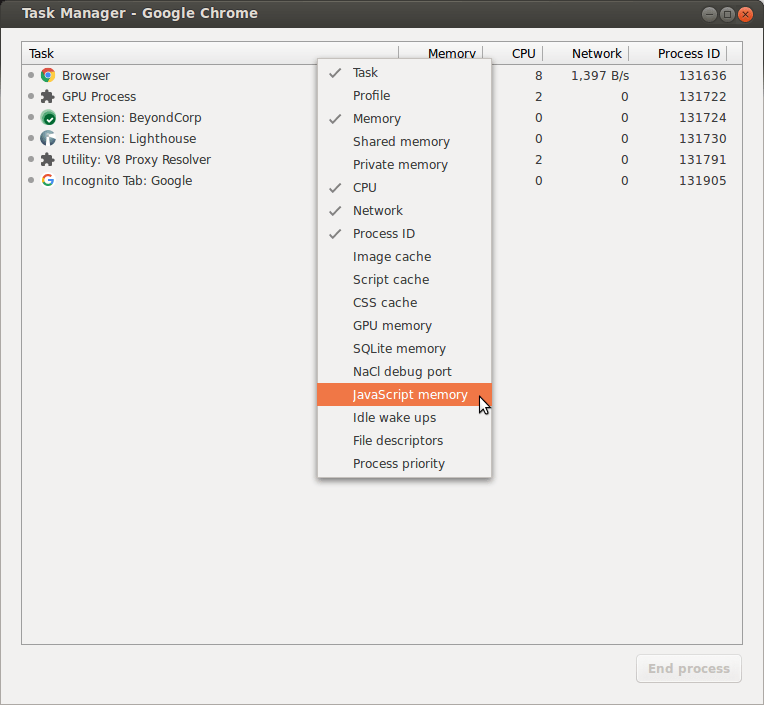 Task Manager - Google Chrome
Task Memory CPU Network Process ID
Browser 8 1,397 B/s 131636
GPU Process 2 0 131722
Extension: BeyondCorp 0 0 131724
Extension: Lighthouse 0 0 131730
Utility: V8 Proxy Resolver 2 0 131791
Incognito Tab: Google 0 0 131905
Task
Profile
Memory
Shared memory
Private memory
CPU
Network
Process ID
Image cache
Script cache
CSS cache
GPU memory
SQLite memory
NaCl debug port
JavaScript memory
Idle wake ups
File descriptors
Process priority
End process